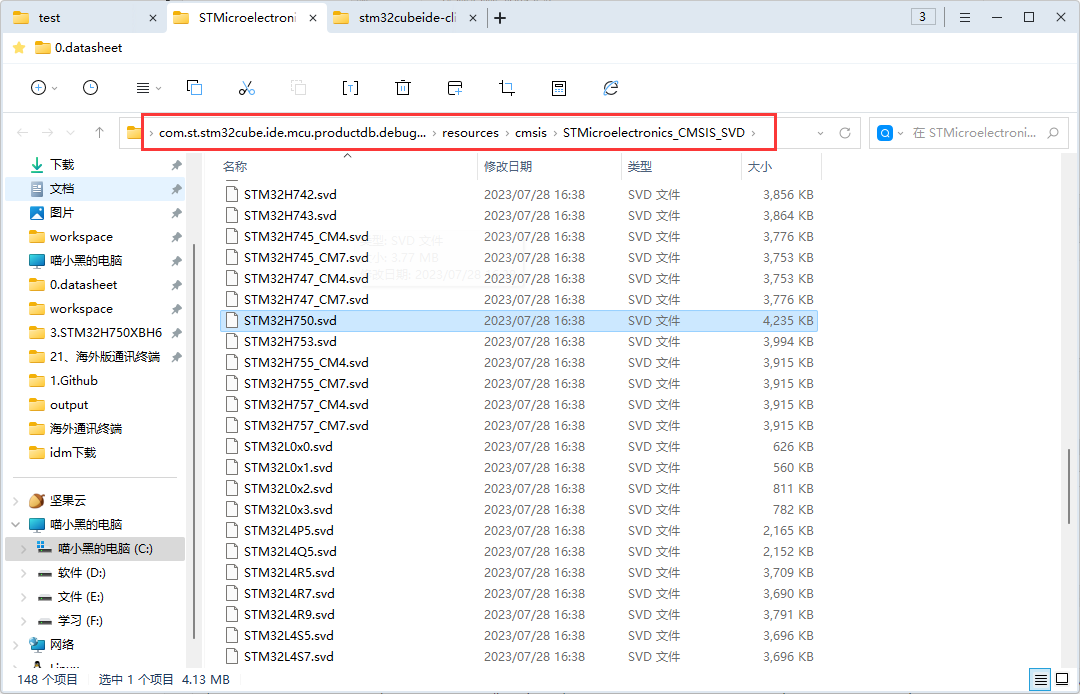 test
STMicroelectroni
stm32cubeide-cli
3
0.datasheet
com.st.stm32cube.ide.mcu.productdb.debug... › resources › cmsis › STMicroelectronics_CMSIS_SVD ›
在 STMicroelectroni...
下载
文档
图片
workspace
喵小黑的电脑
0.datasheet
workspace
3.STM32H750XBH6
21、海外版通讯终端
1.Github
output
海外通讯终端
idm下载
坚果云
喵小黑的电脑
喵小黑的电脑 (C:)
软件 (D:)
文件 (E:)
学习 (F:)
网络
Linux
名称 修改日期 类型 大小
STM32H742.svd 2023/07/28 16:38 SVD 文件 3,856 KB
STM32H743.svd 2023/07/28 16:38 SVD 文件 3,864 KB
STM32H745_CM4.svd 2023/07/28 16:38 SVD 文件 3,776 KB
STM32H745_CM7.svd 2023/07/28 16:38 SVD 文件 3,753 KB
STM32H747_CM4.svd 2023/07/28 16:38 SVD 文件 3,753 KB
STM32H747_CM7.svd 2023/07/28 16:38 SVD 文件 3,776 KB
STM32H750.svd 2023/07/28 16:38 SVD 文件 4,235 KB
STM32H753.svd 2023/07/28 16:38 SVD 文件 3,994 KB
STM32H755_CM4.svd 2023/07/28 16:38 SVD 文件 3,915 KB
STM32H755_CM7.svd 2023/07/28 16:38 SVD 文件 3,915 KB
STM32H757_CM4.svd 2023/07/28 16:38 SVD 文件 3,915 KB
STM32H757_CM7.svd 2023/07/28 16:38 SVD 文件 3,915 KB
STM32L0x0.svd 2023/07/28 16:38 SVD 文件 626 KB
STM32L0x1.svd 2023/07/28 16:38 SVD 文件 560 KB
STM32L0x2.svd 2023/07/28 16:38 SVD 文件 811 KB
STM32L0x3.svd 2023/07/28 16:38 SVD 文件 782 KB
STM32L4P5.svd 2023/07/28 16:38 SVD 文件 2,165 KB
STM32L4Q5.svd 2023/07/28 16:38 SVD 文件 2,152 KB
STM32L4R5.svd 2023/07/28 16:38 SVD 文件 3,709 KB
STM32L4R7.svd 2023/07/28 16:38 SVD 文件 3,690 KB
STM32L4R9.svd 2023/07/28 16:38 SVD 文件 3,791 KB
STM32L4S5.svd 2023/07/28 16:38 SVD 文件 3,696 KB
STM32L4S7.svd 2023/07/28 16:38 SVD 文件 3,696 KB
SVD 文件
3.77 MB
改日期: 2023/07/28
148 个项目 选中 1 个项目 4.13 MB